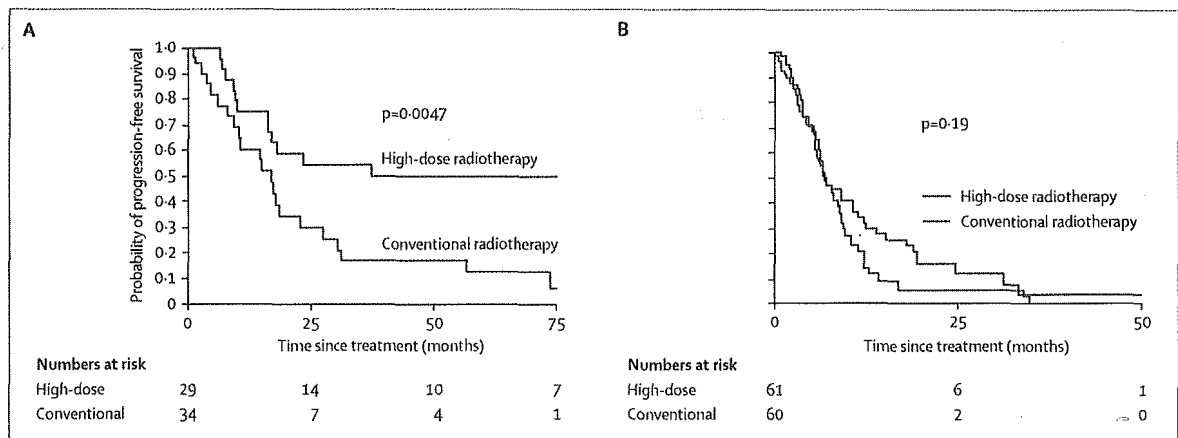 A
Probability of progression-free survival
1·0
0·9
0·8
0·7
0·6
0·5
0·4
0·3
0·2
0·1
0
p=0·0047
High-dose radiotherapy
Conventional radiotherapy
0 25 50 75
Time since treatment (months)
Numbers at risk
High-dose 29 14 10 7
Conventional 34 7 4 1
B
p=0·19
High-dose radiotherapy
Conventional radiotherapy
0 25 50
Time since treatment (months)
Numbers at risk
High-dose 61 6 1
Conventional 60 2 0